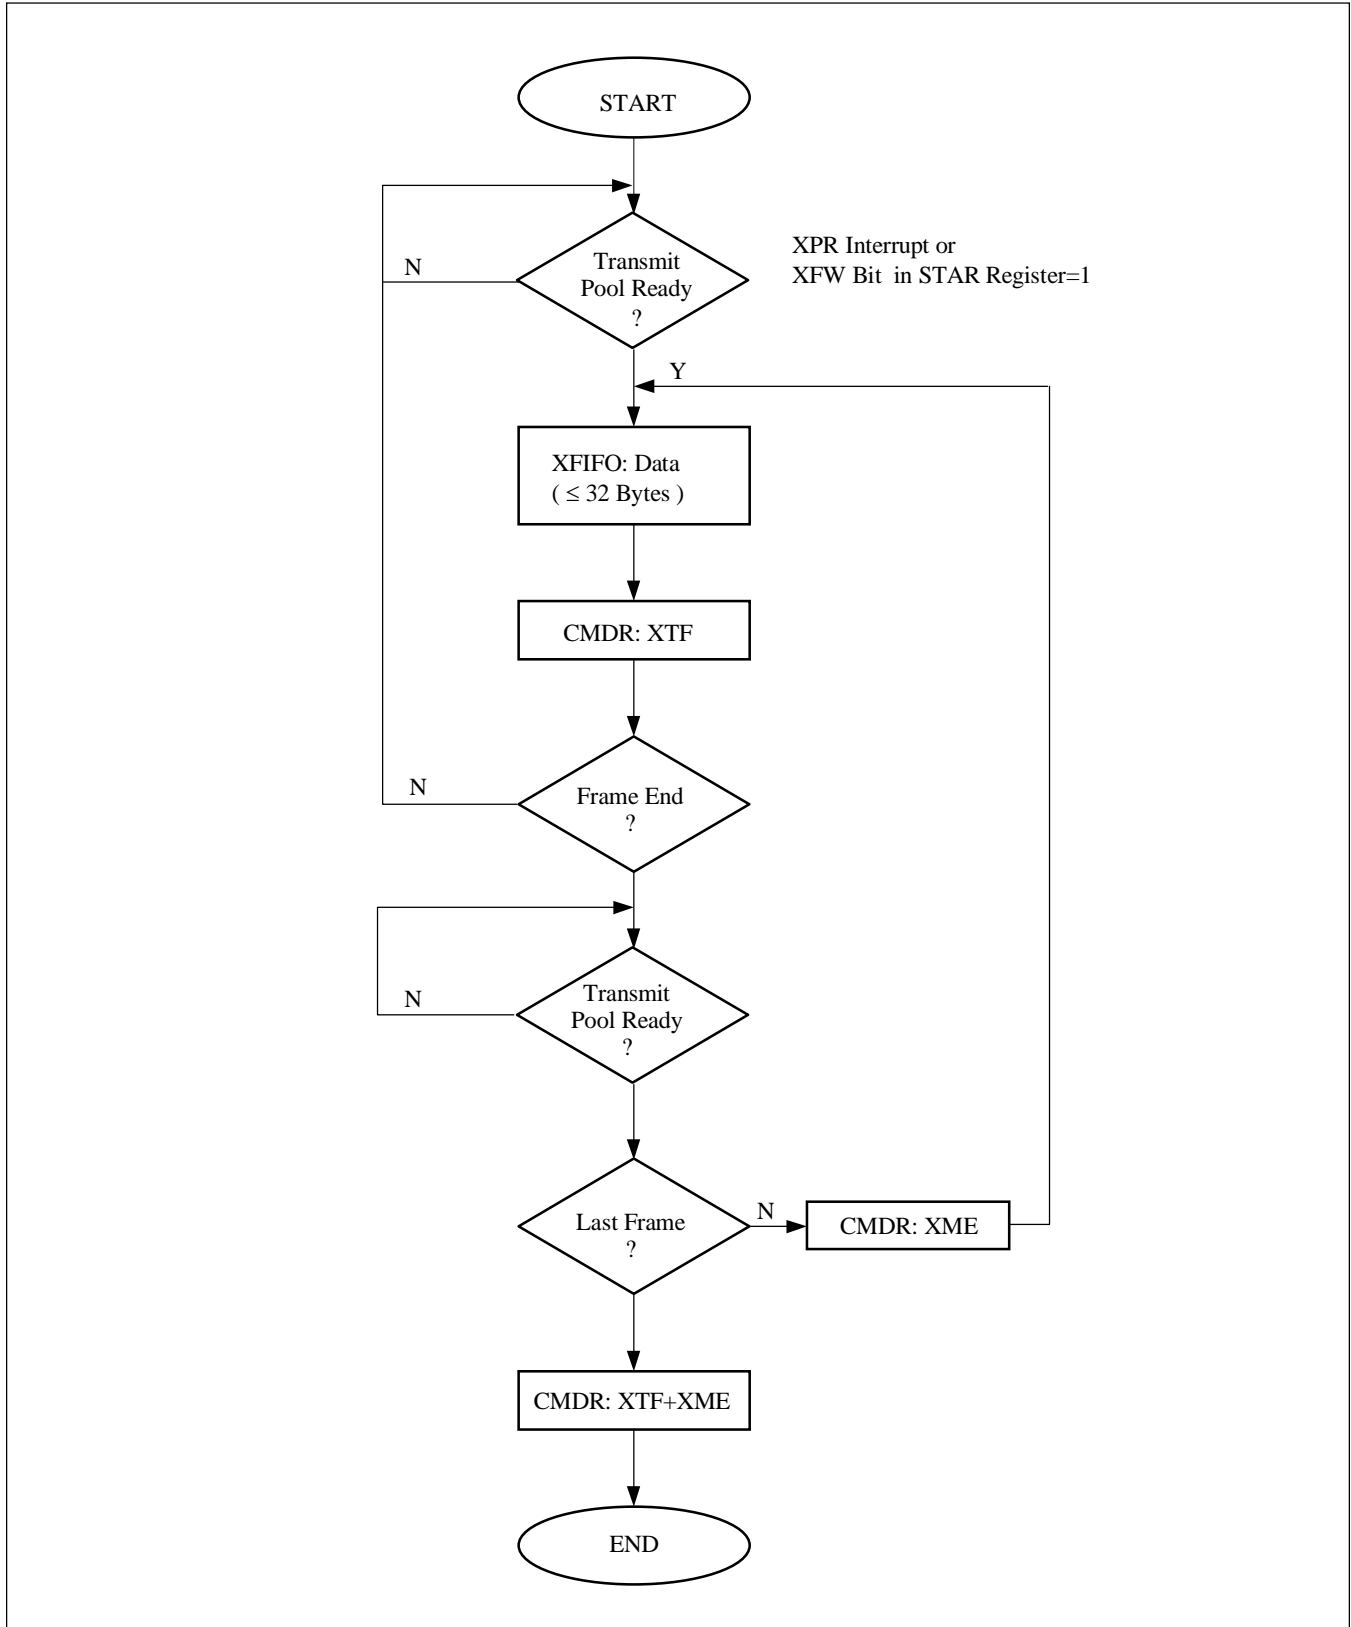 START
XPR Interrupt or
XFW Bit in STAR Register=1
N
Transmit
Pool Ready
?
Y
XFIFO: Data
( ≤ 32 Bytes )
CMDR: XTF
N
Frame End
?
N
Transmit
Pool Ready
?
Last Frame
?
N
CMDR: XME
CMDR: XTF+XME
END